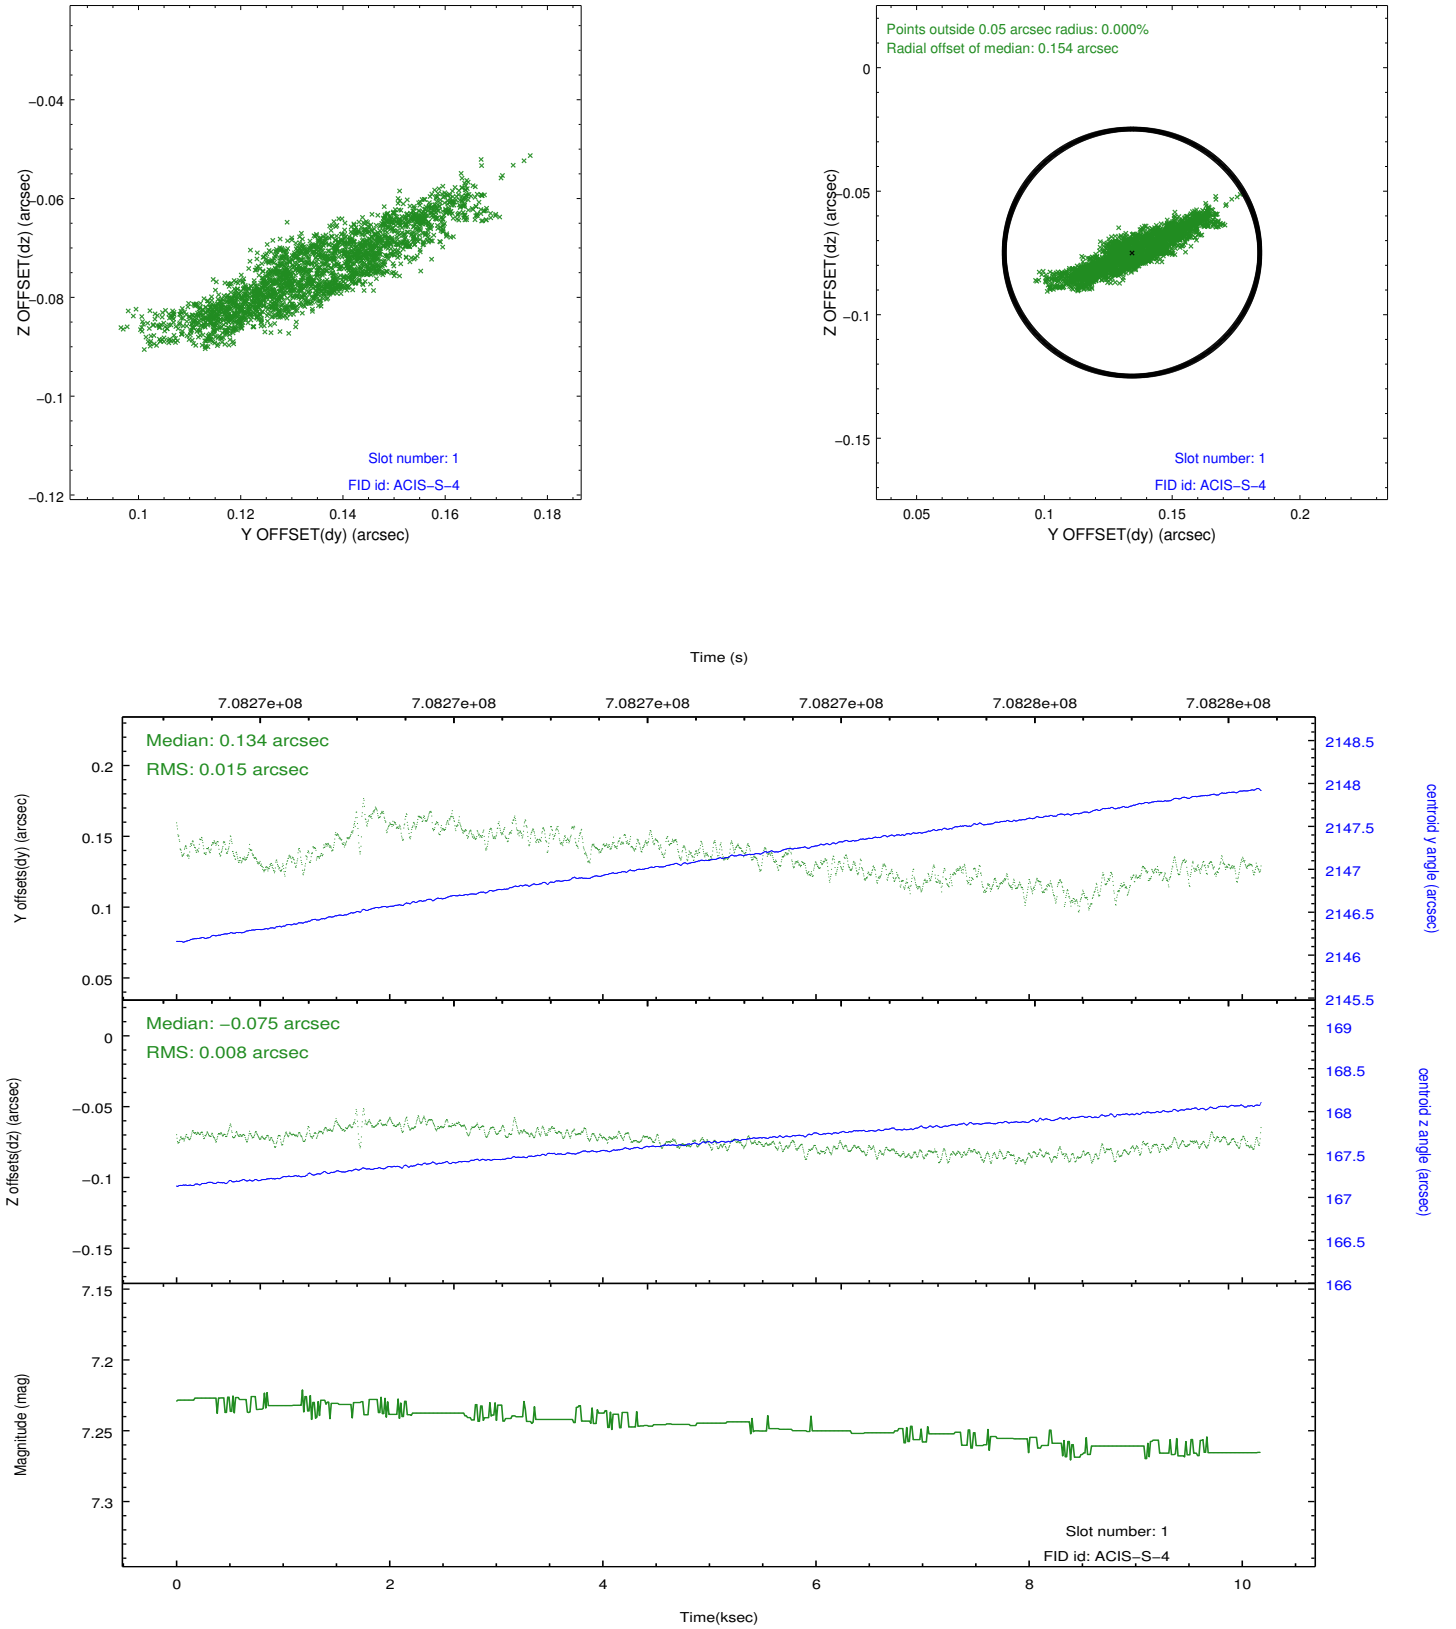 −0.04
−0.06
−0.08
−0.1
−0.12
Z OFFSET(dz) (arcsec)
Slot number: 1
FID id: ACIS−S−4
0.1 0.12 0.14 0.16 0.18
Y OFFSET(dy) (arcsec)
Points outside 0.05 arcsec radius: 0.000%
Radial offset of median: 0.154 arcsec
0
−0.05
−0.1
−0.15
Z OFFSET(dz) (arcsec)
Slot number: 1
FID id: ACIS−S−4
0.05 0.1 0.15 0.2
Y OFFSET(dy) (arcsec)
Time (s)
7.0827e+08 7.0827e+08 7.0827e+08 7.0827e+08 7.0828e+08 7.0828e+08
Median: 0.134 arcsec
RMS: 0.015 arcsec
0.2
0.15
0.1
0.05
Y offsets(dy) (arcsec)
2148.5
2148
2147.5
2147
2146.5
2146
2145.5
centroid y angle (arcsec)
Median: −0.075 arcsec
RMS: 0.008 arcsec
0
−0.05
−0.1
−0.15
Z offsets(dz) (arcsec)
169
168.5
168
167.5
167
166.5
166
centroid z angle (arcsec)
7.15
7.2
7.25
7.3
Magnitude (mag)
Slot number: 1
FID id: ACIS−S−4
0 2 4 6 8 10
Time(ksec)